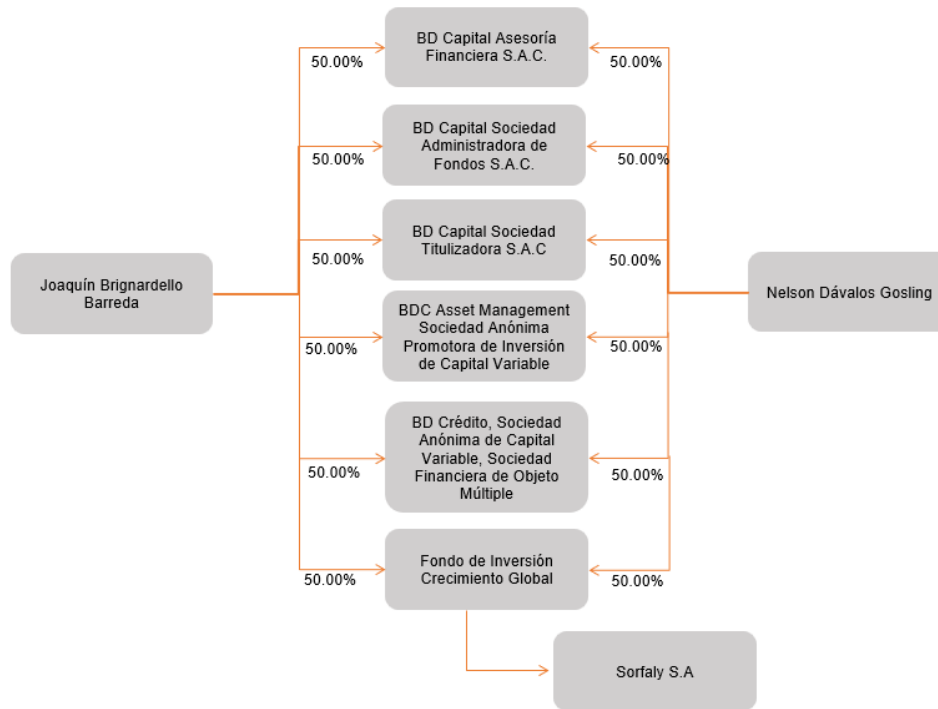 BD Capital Asesoría
Financiera S.A.C.
50.00%
50.00%
BD Capital Sociedad
Administradora de
Fondos S.A.C.
50.00%
50.00%
BD Capital Sociedad
Titulizadora S.A.C
50.00%
50.00%
Joaquín Brignardello
Barreda
Nelson Dávalos Gosling
BDC Asset Management
Sociedad Anónima
Promotora de Inversión
de Capital Variable
50.00%
50.00%
BD Crédito, Sociedad
Anónima de Capital
Variable, Sociedad
Financiera de Objeto
Múltiple
50.00%
50.00%
Fondo de Inversión
Crecimiento Global
50.00%
50.00%
Sorfaly S.A